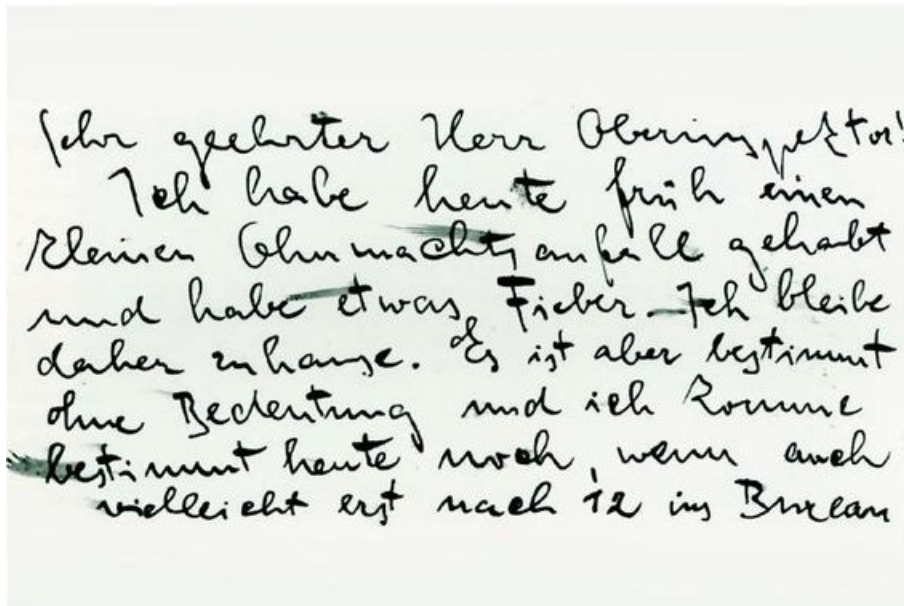 Sehr geehrter Herr Oberinspektor!
Ich habe heute früh einen
kleinen Ohnmachtsanfall gehabt
und habe etwas Fieber. Ich bleibe
daher zuhause. Es ist aber bestimmt
ohne Bedeutung und ich komme
bestimmt heute noch, wenn auch
vielleicht erst nach 12 ins Bureau